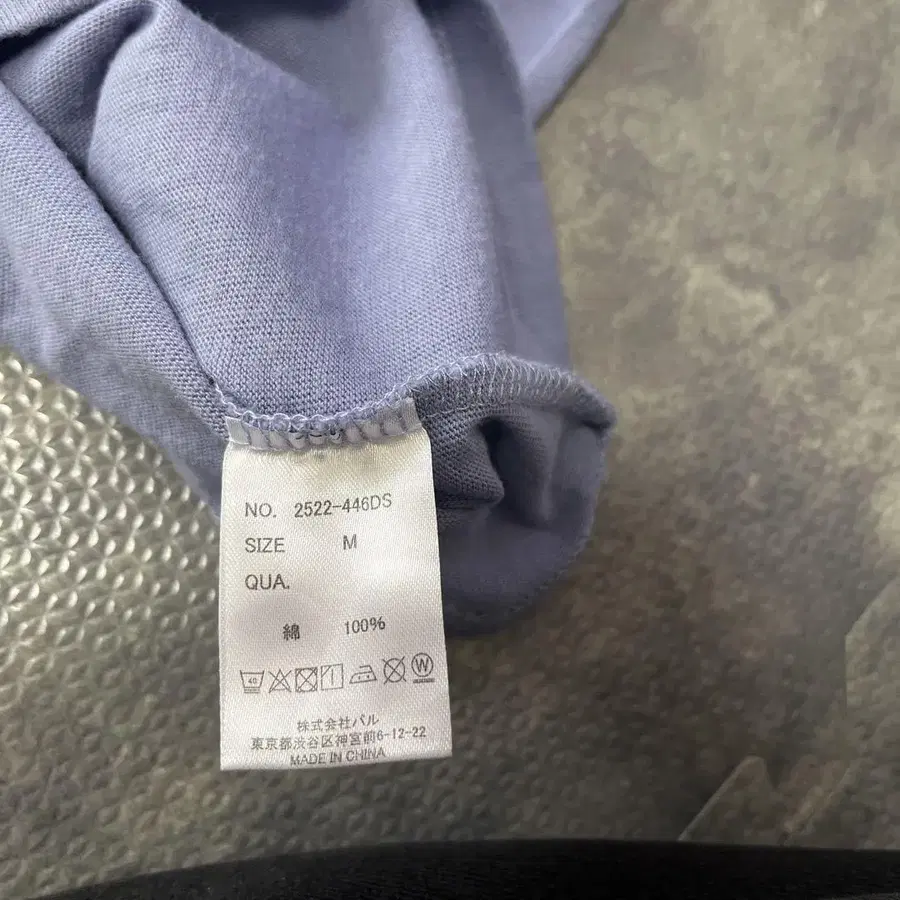 NO. 2522-446DS
SIZE M
QUA.
綿 100%
40 W
株式会社パル
東京都渋谷区神宮前6-12-22
MADE IN CHINA